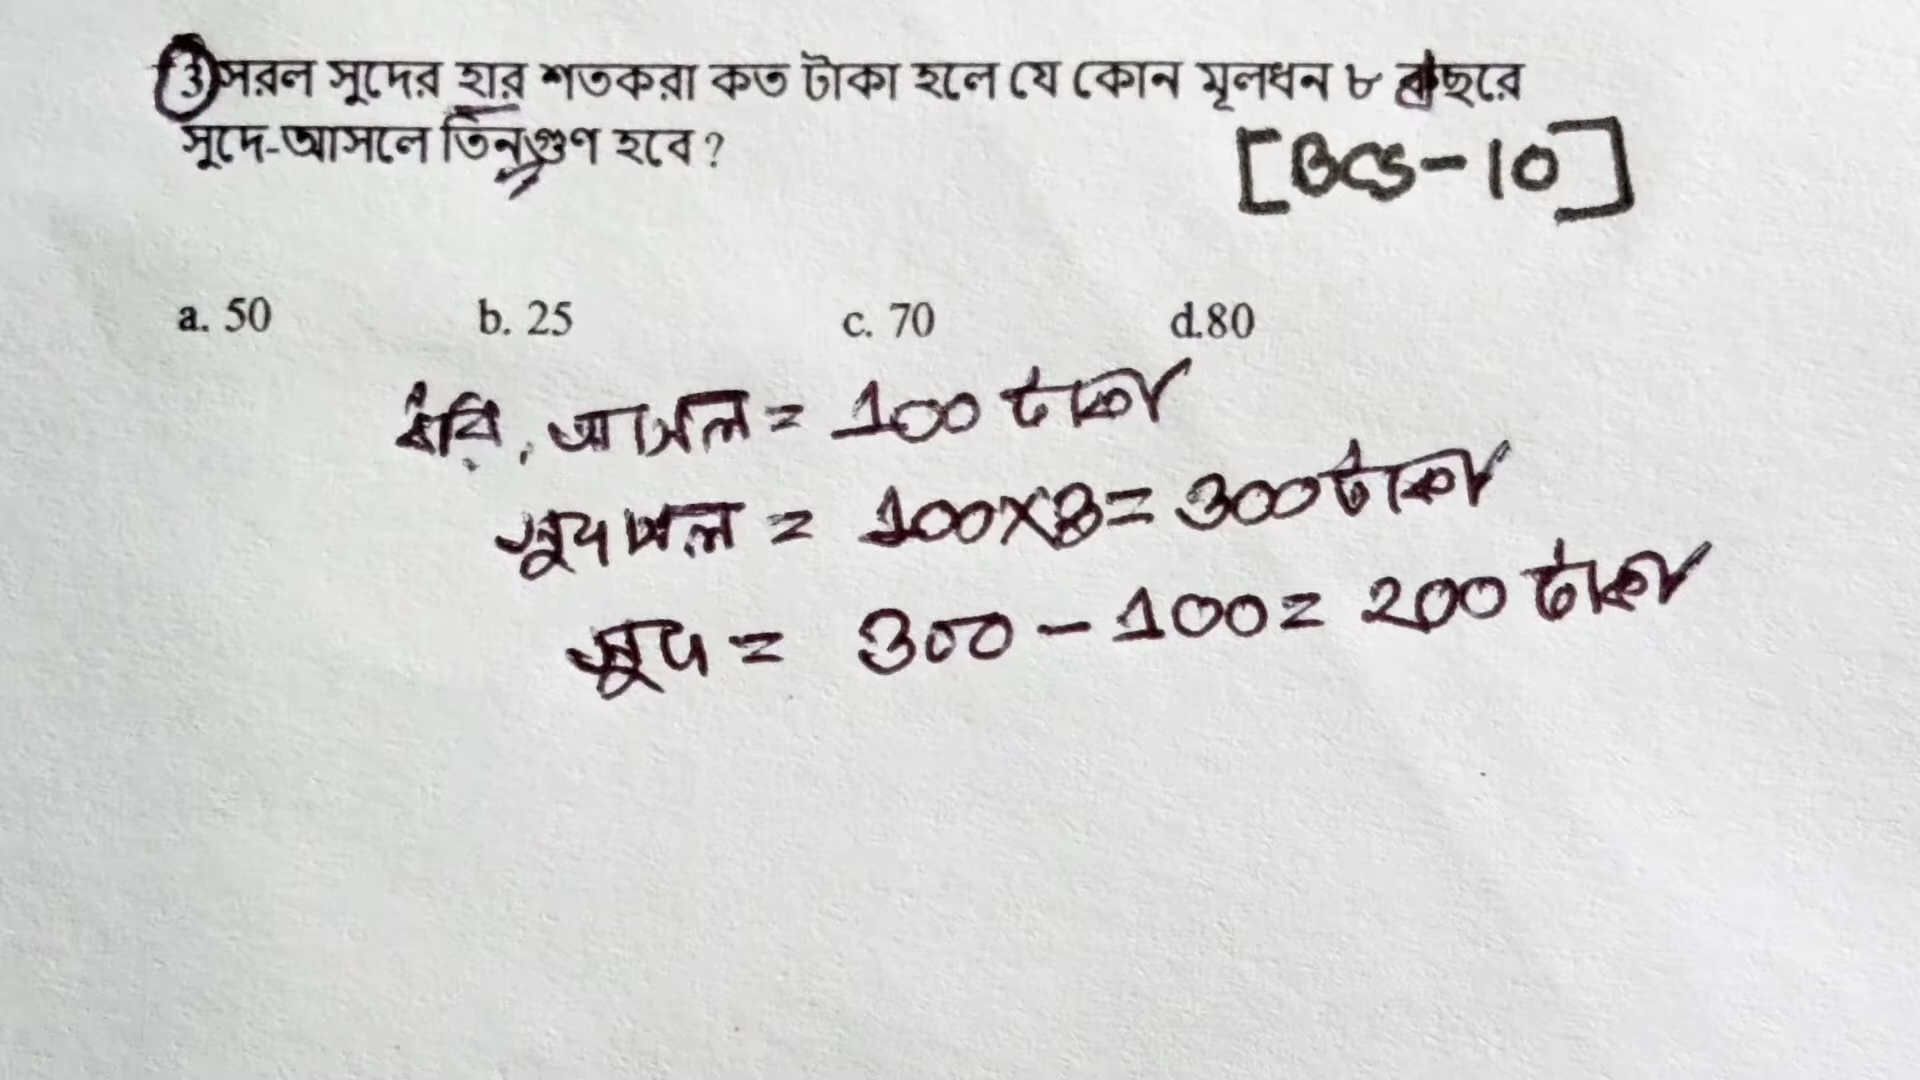 3 সরল সুদের হার শতকরা কত টাকা হলে যে কোন মূলধন ৮ বছরে
সুদে-আসলে তিনগুণ হবে?
[BCS-10]
a. 50 b. 25 c. 70 d.80
ধরি, আসল = 100 টাকা
সুদাসল = 100×3= 300 টাকা
সুদ = 300 - 100 = 200 টাকা